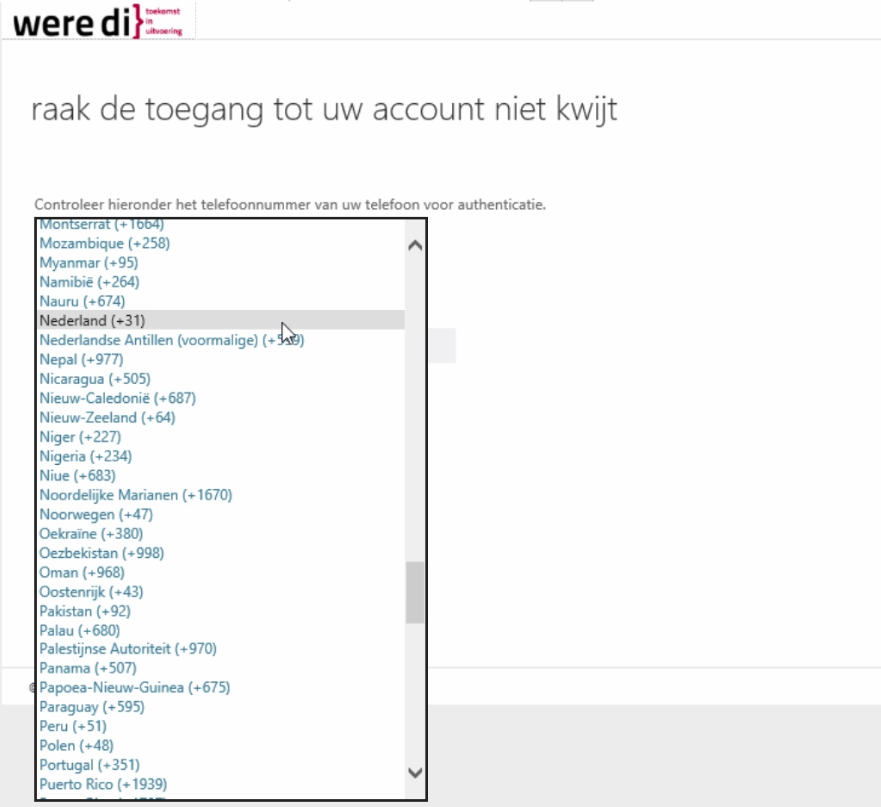 were di}
toekomst
in
uitvoering
raak de toegang tot uw account niet kwijt
Controleer hieronder het telefoonnummer van uw telefoon voor authenticatie.
Montserrat (+1664)
Mozambique (+258)
Myanmar (+95)
Namibië (+264)
Nauru (+674)
Nederland (+31)
Nederlandse Antillen (voormalige)
Nepal (+977)
Nicaragua (+505)
Nieuw-Caledonië (+687)
Nieuw-Zeeland (+64)
Niger (+227)
Nigeria (+234)
Niue (+683)
Noordelijke Marianen (+1670)
Noorwegen (+47)
Oekraïne (+380)
Oezbekistan (+998)
Oman (+968)
Oostenrijk (+43)
Pakistan (+92)
Palau (+680)
Palestijnse Autoriteit (+970)
Panama (+507)
Papoea-Nieuw-Guinea (+675)
Paraguay (+595)
Peru (+51)
Polen (+48)
Portugal (+351)
Puerto Rico (+1939)